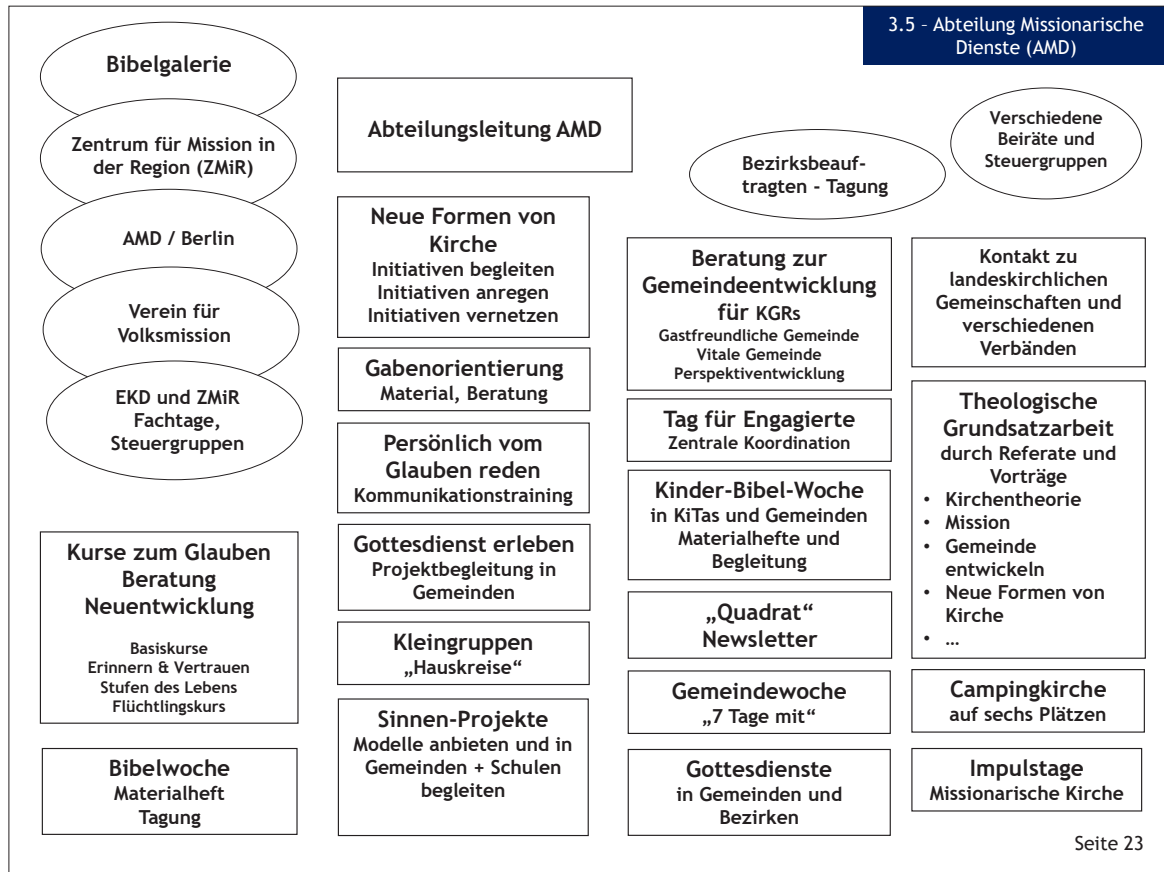 3.5 – Abteilung Missionarische
Dienste (AMD)
Bibelgalerie
Zentrum für Mission in
der Region (ZMiR)
AMD / Berlin
Verein für
Volksmission
EKD und ZMiR
Fachtage,
Steuergruppen
Kurse zum Glauben
Beratung
Neuentwicklung
Basiskurse
Erinnern & Vertrauen
Stufen des Lebens
Flüchtlingskurs
Bibelwoche
Materialheft
Tagung
Abteilungsleitung AMD
Neue Formen von
Kirche
Initiativen begleiten
Initiativen anregen
Initiativen vernetzen
Gabenorientierung
Material, Beratung
Persönlich vom
Glauben reden
Kommunikationstraining
Gottesdienst erleben
Projektbegleitung in
Gemeinden
Kleingruppen
„Hauskreise“
Sinnen-Projekte
Modelle anbieten und in
Gemeinden + Schulen
begleiten
Bezirksbeauf-
tragten - Tagung
Beratung zur
Gemeindeentwicklung
für KGRs
Gastfreundliche Gemeinde
Vitale Gemeinde
Perspektiventwicklung
Tag für Engagierte
Zentrale Koordination
Kinder-Bibel-Woche
in KiTas und Gemeinden
Materialhefte und
Begleitung
„Quadrat“
Newsletter
Gemeindewoche
„7 Tage mit“
Gottesdienste
in Gemeinden und
Bezirken
Verschiedene
Beiräte und
Steuergruppen
Kontakt zu
landeskirchlichen
Gemeinschaften und
verschiedenen
Verbänden
Theologische
Grundsatzarbeit
durch Referate und
Vorträge
• Kirchentheorie
• Mission
• Gemeinde
entwickeln
• Neue Formen von
Kirche
• …
Campingkirche
auf sechs Plätzen
Impulstage
Missionarische Kirche
Seite 23